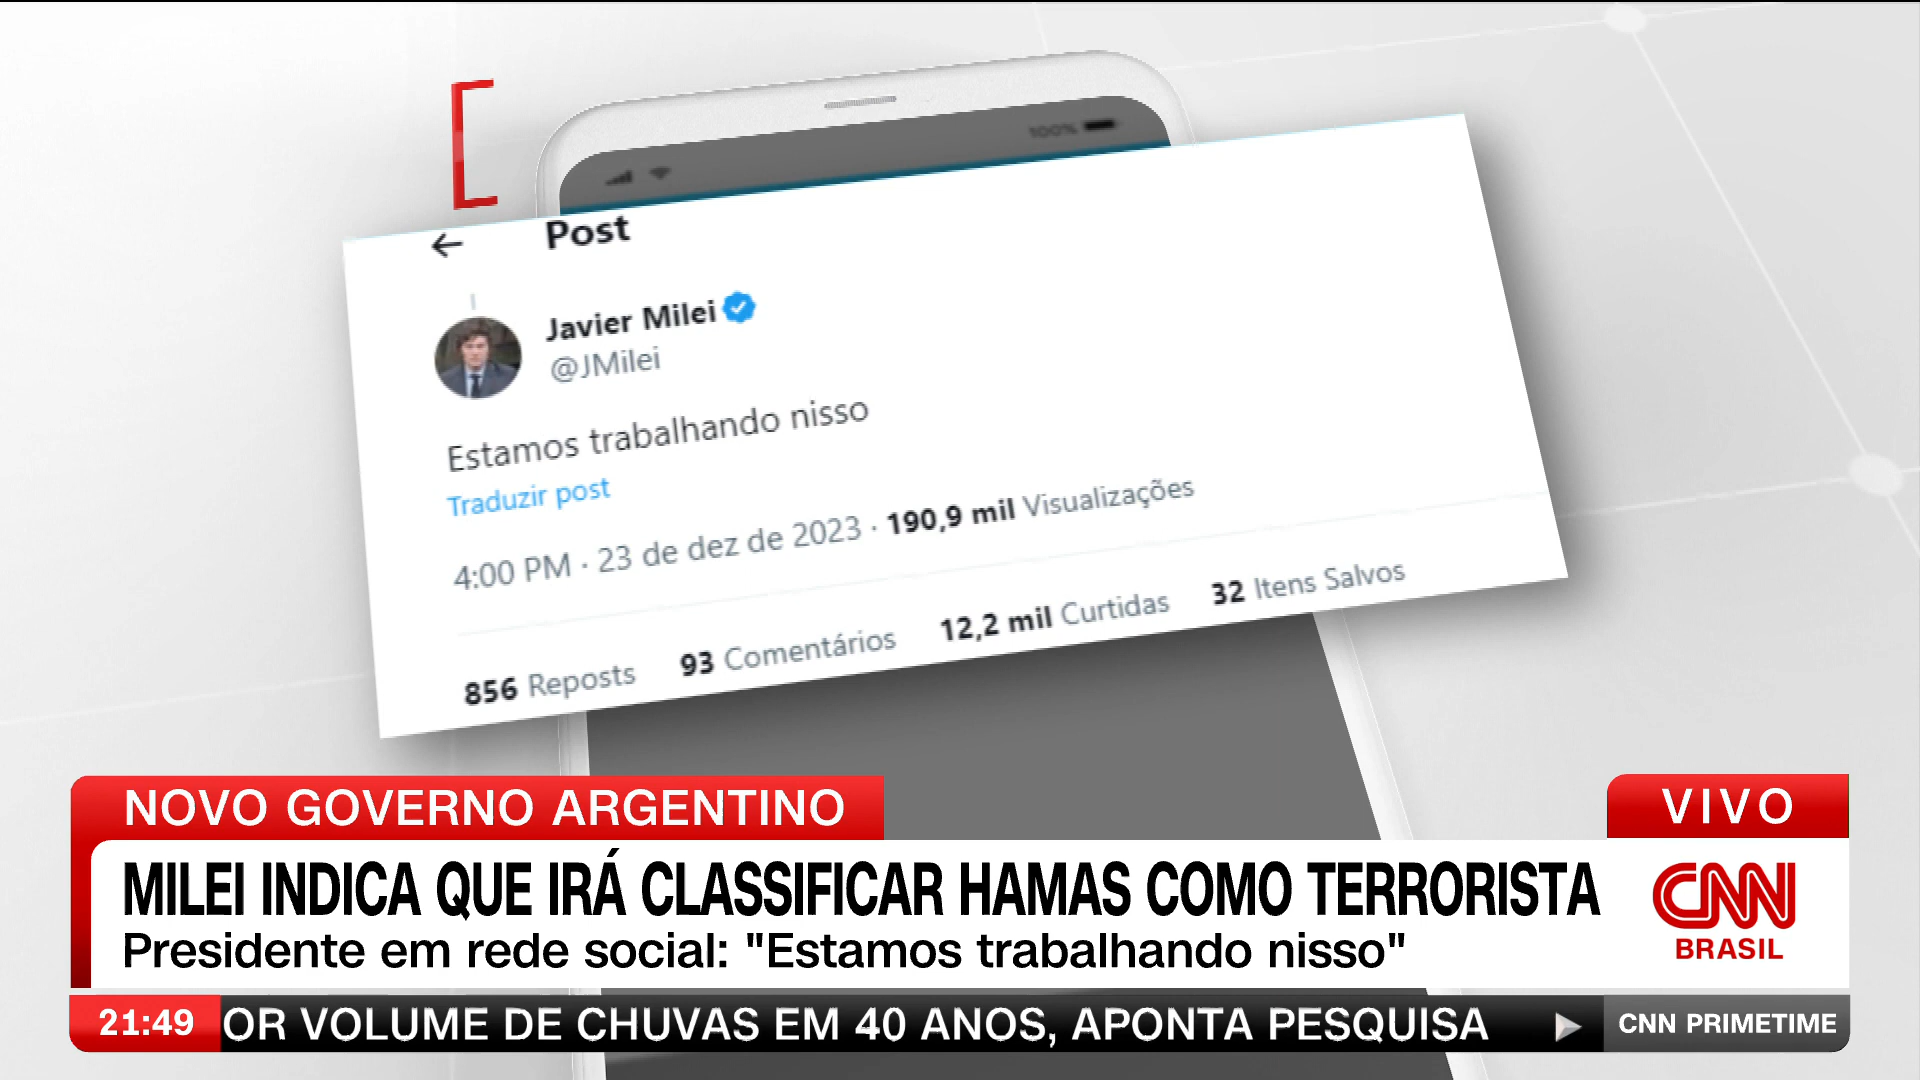 100%
Post
Javier Milei
@JMilei
Estamos trabalhando nisso
Traduzir post
4:00 PM · 23 de dez de 2023 · 190,9 mil Visualizações
856 Reposts 93 Comentários 12,2 mil Curtidas 32 Itens Salvos
NOVO GOVERNO ARGENTINO
VIVO
MILEI INDICA QUE IRÁ CLASSIFICAR HAMAS COMO TERRORISTA
Presidente em rede social: "Estamos trabalhando nisso"
CNN
BRASIL
21:49 OR VOLUME DE CHUVAS EM 40 ANOS, APONTA PESQUISA CNN PRIMETIME